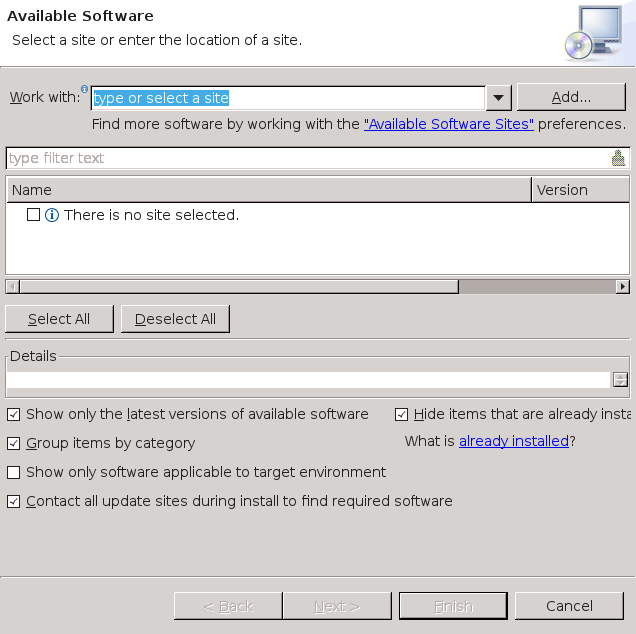 Available Software
Select a site or enter the location of a site.
Work with: type or select a site Add...
Find more software by working with the "Available Software Sites" preferences.
type filter text
Name Version
There is no site selected.
Select All Deselect All
Details
Show only the latest versions of available software Hide items that are already insta
Group items by category What is already installed?
Show only software applicable to target environment
Contact all update sites during install to find required software
< Back Next > Finish Cancel